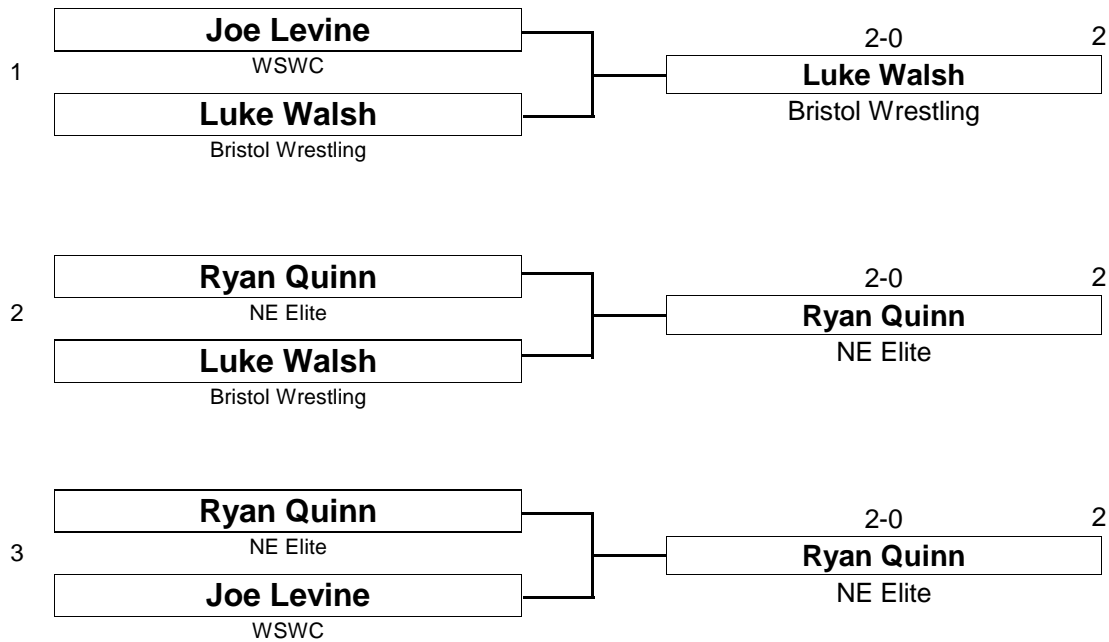 Joe Levine
WSWC
1
Luke Walsh
Bristol Wrestling
2-0 2
Luke Walsh
Bristol Wrestling
Ryan Quinn
NE Elite
2
Luke Walsh
Bristol Wrestling
2-0 2
Ryan Quinn
NE Elite
Ryan Quinn
NE Elite
3
Joe Levine
WSWC
2-0 2
Ryan Quinn
NE Elite